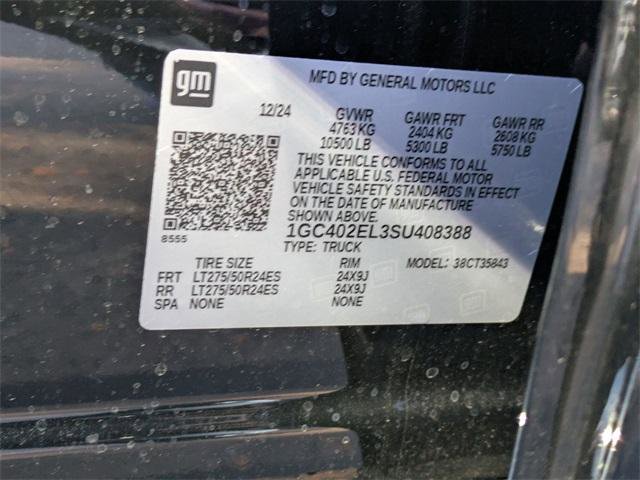 gm
MFD BY GENERAL MOTORS LLC
12/24 GVWR GAWR FRT GAWR RR
4763 KG 2404 KG 2608 KG
10500 LB 5300 LB 5750 LB
THIS VEHICLE CONFORMS TO ALL
APPLICABLE U.S. FEDERAL MOTOR
VEHICLE SAFETY STANDARDS IN EFFECT
ON THE DATE OF MANUFACTURE
SHOWN ABOVE.
8555
1GC402EL3SU408388
TYPE: TRUCK MODEL: 38CT35843
TIRE SIZE RIM
FRT LT275/50R24ES 24X9J
RR LT275/50R24ES 24X9J
SPA NONE NONE